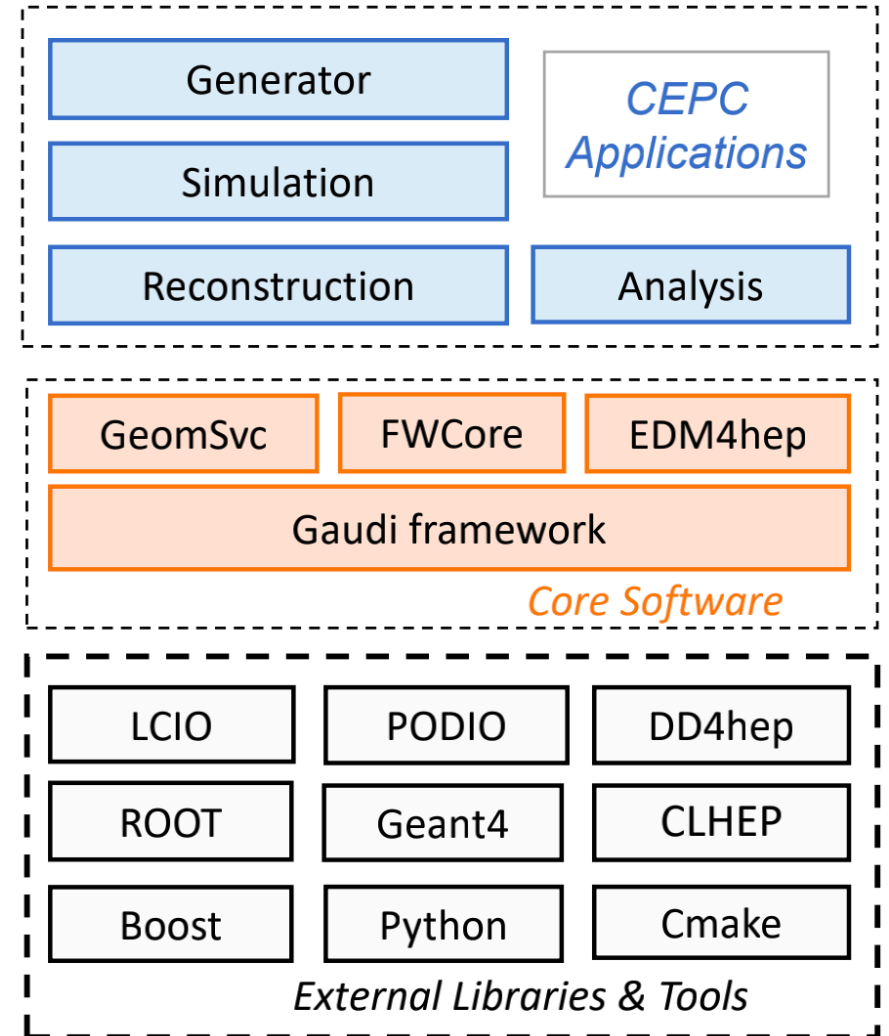 Generator
CEPC
Applications
Simulation
Reconstruction
Analysis
GeomSvc
FWCore
EDM4hep
Gaudi framework
Core Software
LCIO
PODIO
DD4hep
ROOT
Geant4
CLHEP
Boost
Python
Cmake
External Libraries & Tools